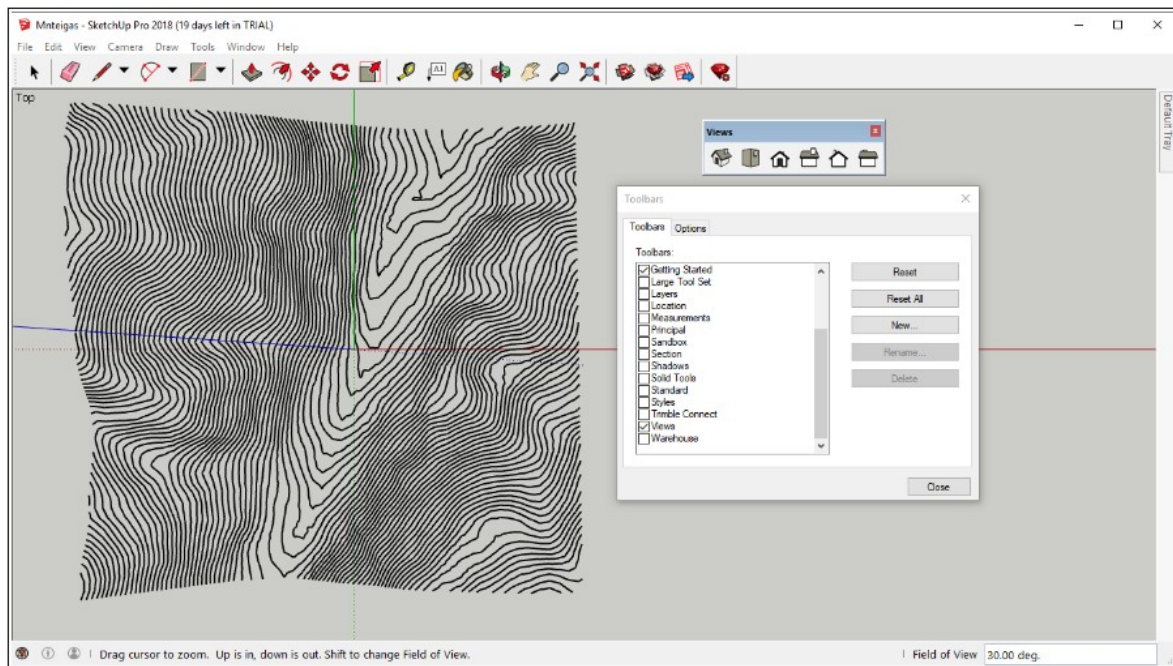 Mnteigas - SketchUp Pro 2018 (19 days left in TRIAL)
File Edit View Camera Draw Tools Window Help
A1
Top
Default Tray
Views
Toolbars
Toolbars Options
Toolbars:
Getting Started
Large Tool Set
Layers
Location
Measurements
Principal
Sandbox
Section
Shadows
Solid Tools
Standard
Styles
Trimble Connect
Views
Warehouse
Reset
Reset All
New...
Rename...
Delete
Close
Drag cursor to zoom. Up is in, down is out. Shift to change Field of View.
Field of View 30.00 deg.